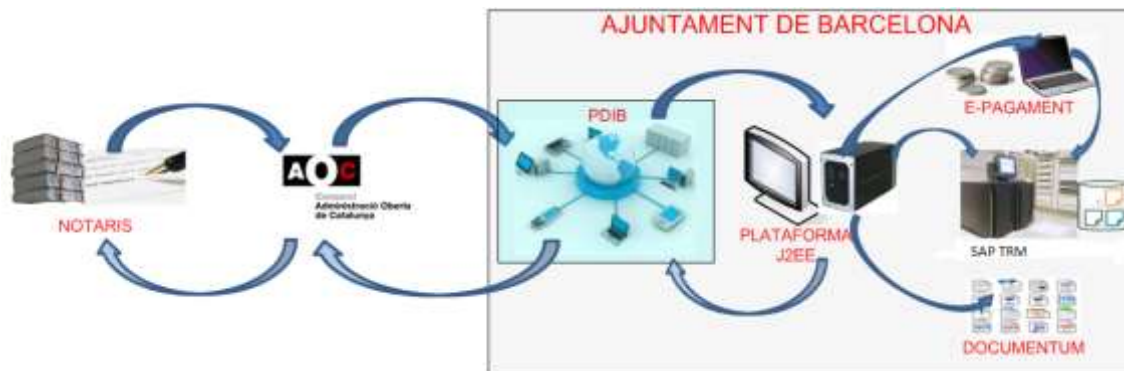 AJUNTAMENT DE BARCELONA
E-PAGAMENT
PDIB
NOTARIS
AOC
Consorci
Administració Oberta
de Catalunya
PLATAFORMA
J2EE
SAP TRM
DOCUMENTUM